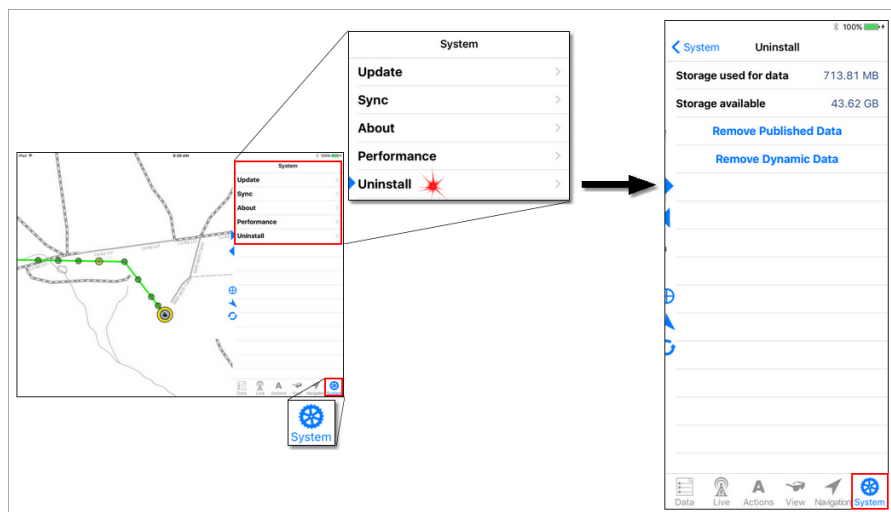 iPad
9:38 AM
100%
System
Update
Sync
About
Performance
Uninstall
Data Live Actions View Navigation System
System
System
Update
Sync
About
Performance
Uninstall
100%
System Uninstall
Storage used for data 713.81 MB
Storage available 43.62 GB
Remove Published Data
Remove Dynamic Data
Data Live Actions View Navigation System